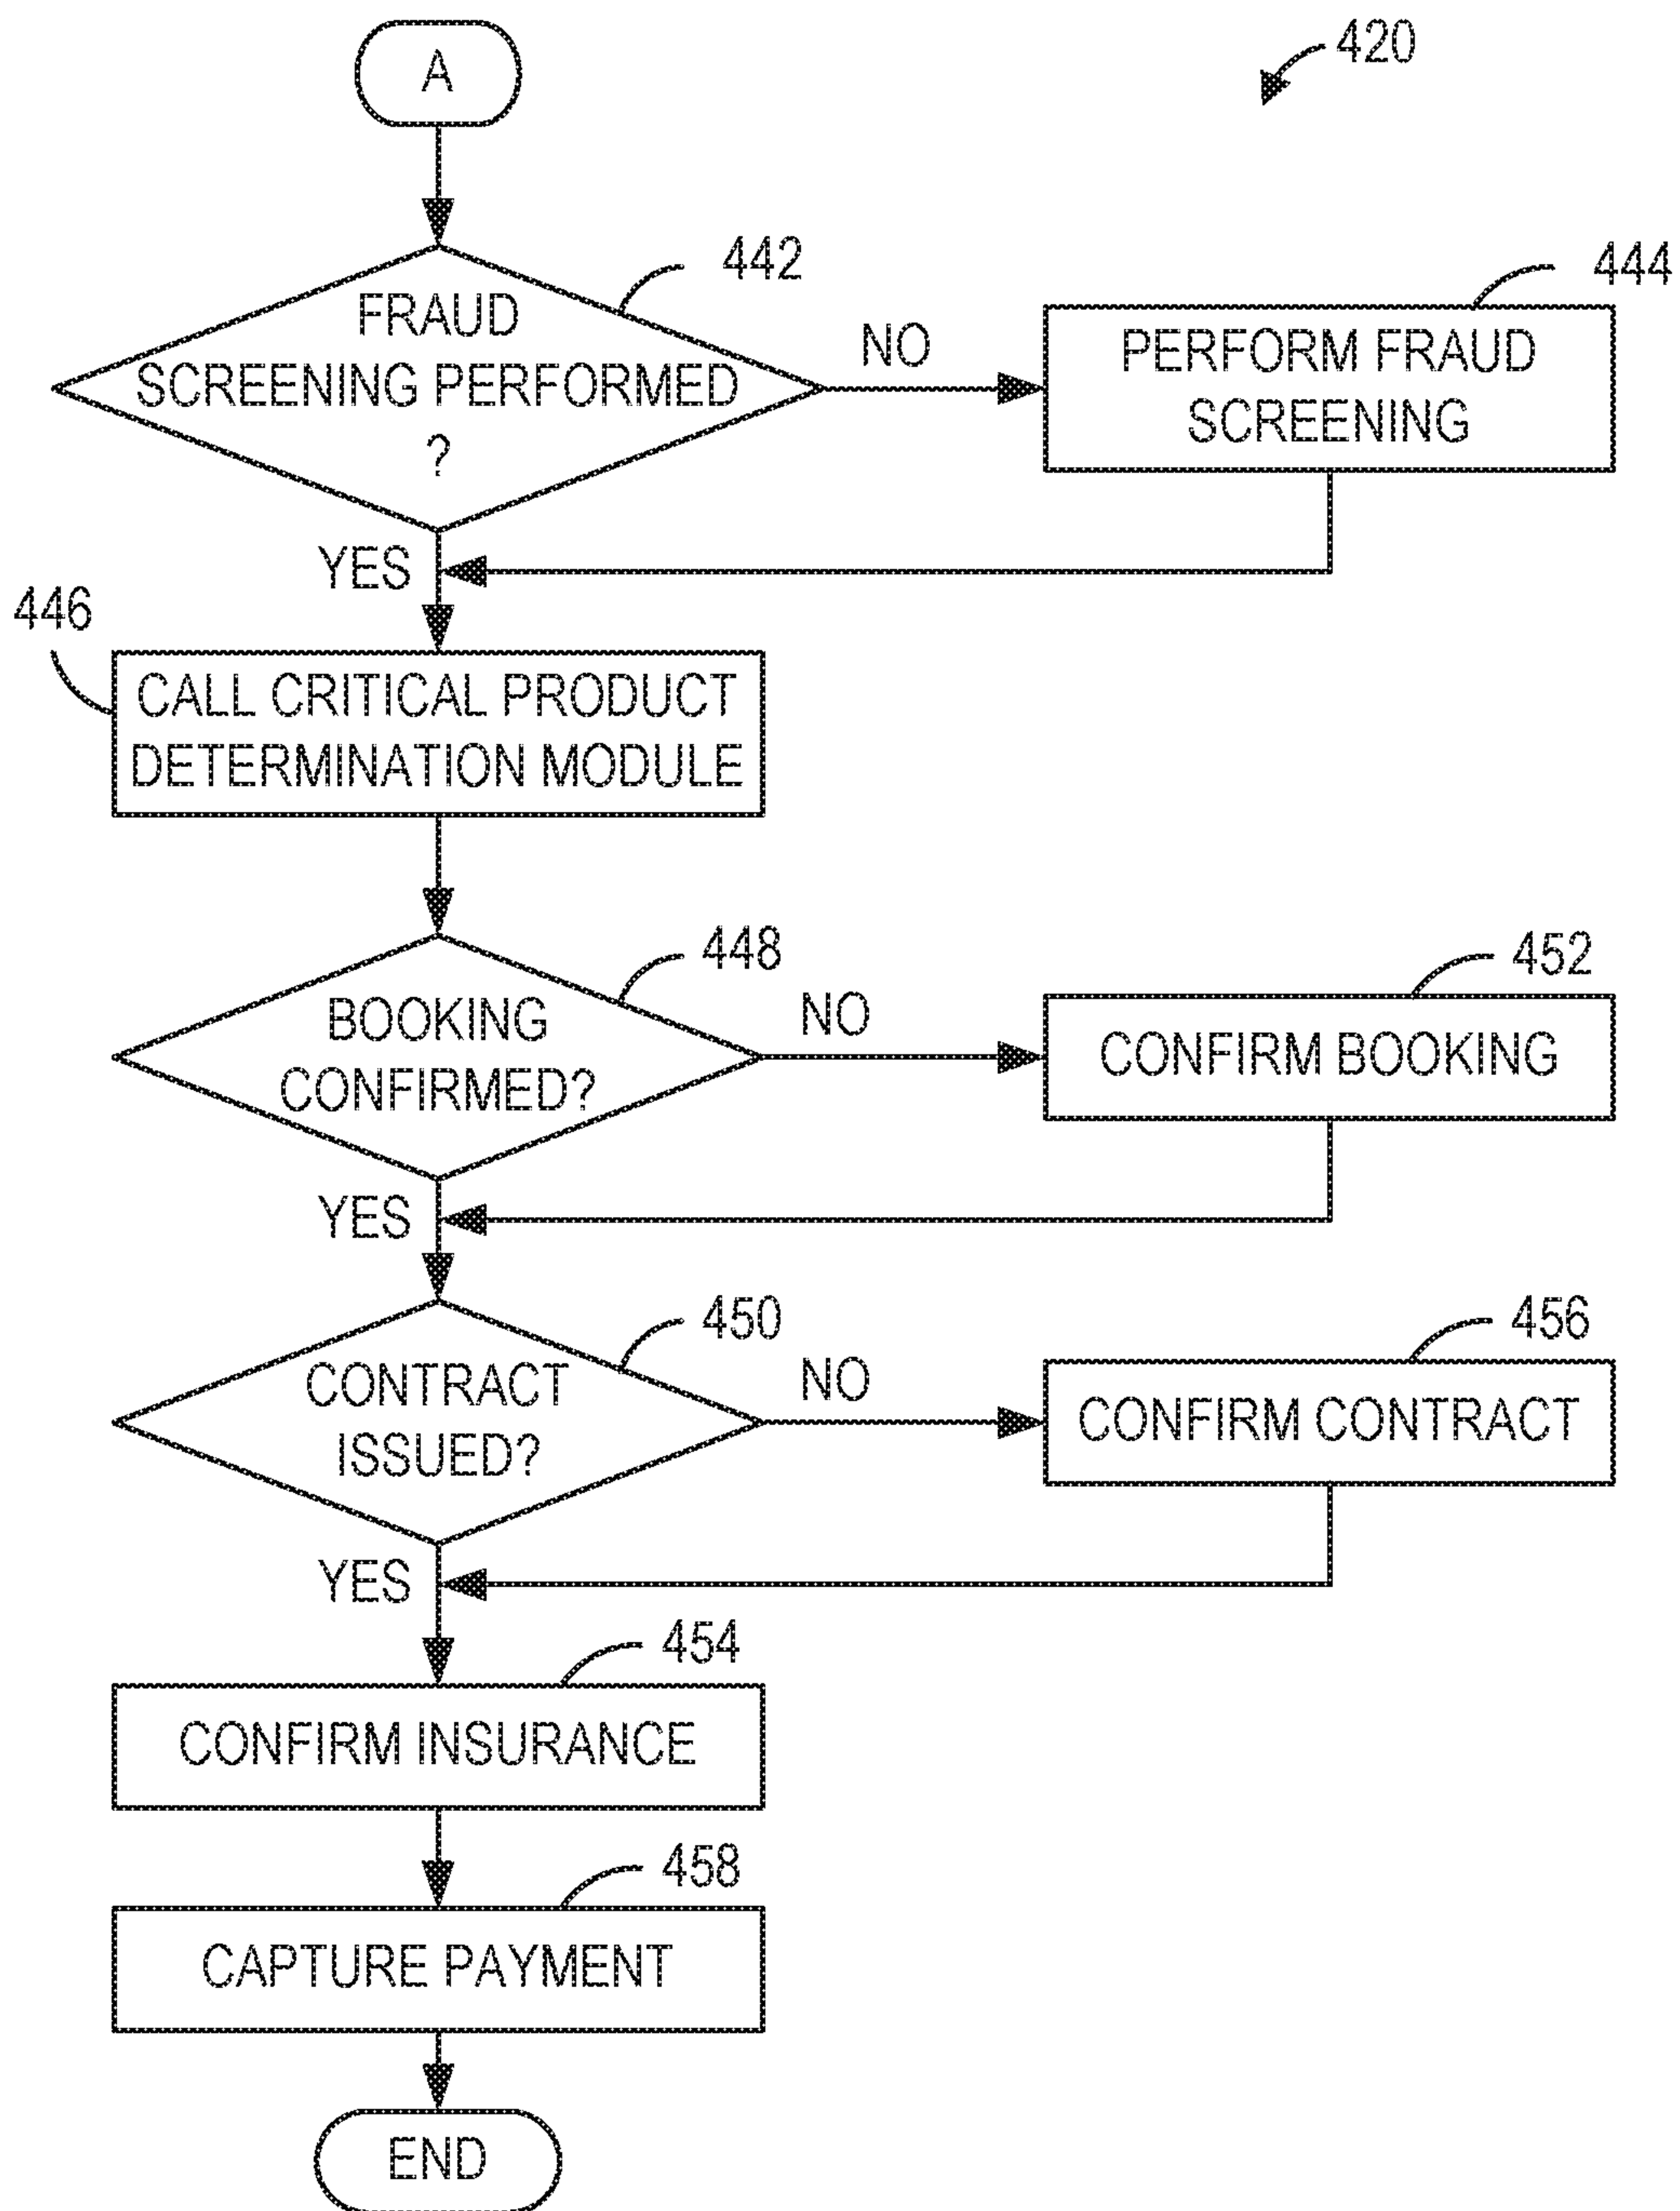 A
420
442
FRAUD
SCREENING PERFORMED
?
NO
444
PERFORM FRAUD
SCREENING
YES
446
CALL CRITICAL PRODUCT
DETERMINATION MODULE
448
BOOKING
CONFIRMED?
NO
452
CONFIRM BOOKING
YES
450
CONTRACT
ISSUED?
NO
456
CONFIRM CONTRACT
YES
454
CONFIRM INSURANCE
458
CAPTURE PAYMENT
END